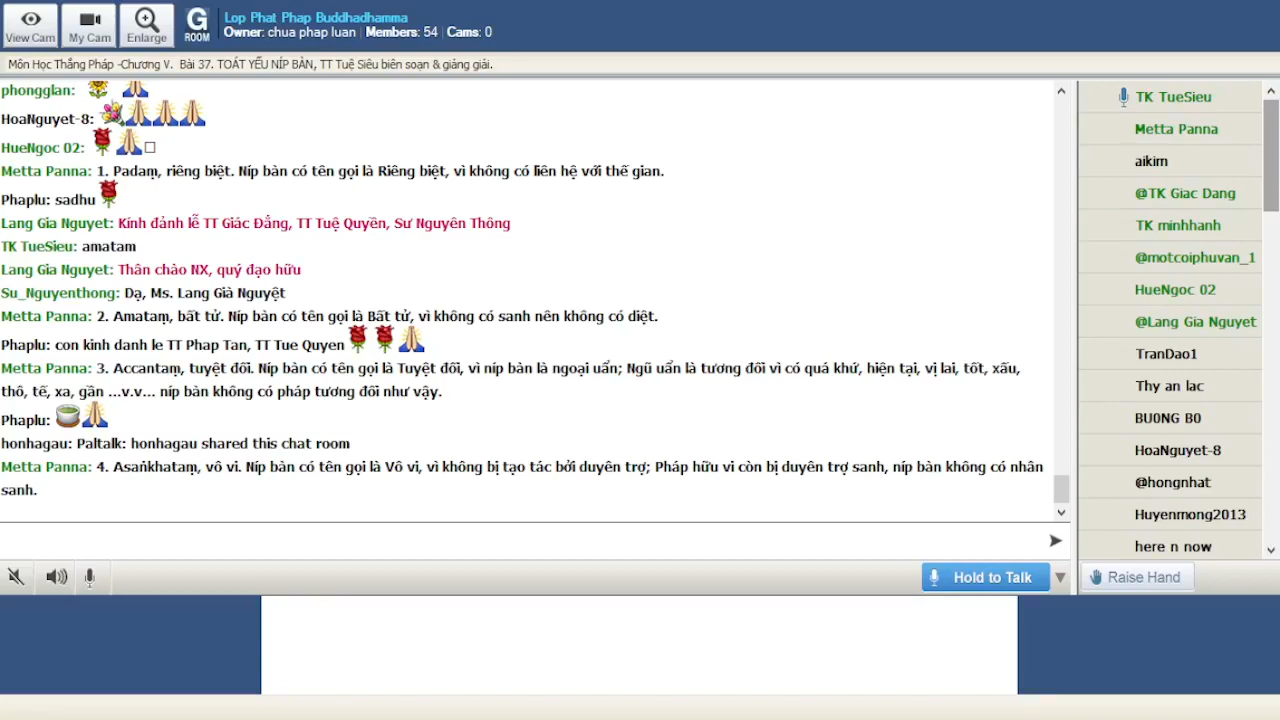 View Cam
My Cam
Enlarge
G
ROOM
Lop Phat Phap Buddhadhamma
Owner: chua phap luan | Members: 54 | Cams: 0
Môn Học Thắng Pháp -Chương V. Bài 37. TOÁT YẾU NÍP BÀN, TT Tuệ Siêu biên soạn & giảng giải.
phongglan:
HoaNguyet-8:
HueNgoc 02:
Metta Panna: 1. Padaṃ, riêng biệt. Níp bàn có tên gọi là Riêng biệt, vì không có liên hệ với thế gian.
Phaplu: sadhu
Lang Gia Nguyet: Kính đảnh lễ TT Giác Đẳng, TT Tuệ Quyền, Sư Nguyên Thông
TK TueSieu: amatam
Lang Gia Nguyet: Thân chào NX, quý đạo hữu
Su_Nguyenthong: Dạ, Ms. Lang Già Nguyệt
Metta Panna: 2. Amataṃ, bất tử. Níp bàn có tên gọi là Bất tử, vì không có sanh nên không có diệt.
Phaplu: con kinh danh le TT Phap Tan, TT Tue Quyen
Metta Panna: 3. Accantaṃ, tuyệt đối. Níp bàn có tên gọi là Tuyệt đối, vì níp bàn là ngoại uẩn; Ngũ uẩn là tương đối vì có quá khứ, hiện tại, vị lai, tốt, xấu,
thô, tế, xa, gần ...v.v... níp bàn không có pháp tương đối như vậy.
Phaplu:
honhagau: Paltalk: honhagau shared this chat room
Metta Panna: 4. Asaṅkhataṃ, vô vi. Níp bàn có tên gọi là Vô vi, vì không bị tạo tác bởi duyên trợ; Pháp hữu vi còn bị duyên trợ sanh, níp bàn không có nhân
sanh.
Hold to Talk
TK TueSieu
Metta Panna
aikim
@TK Giac Dang
TK minhhanh
@motcoiphuvan_1
HueNgoc 02
@Lang Gia Nguyet
TranDao1
Thy an lac
BU0NG B0
HoaNguyet-8
@hongnhat
Huyenmong2013
here n now
Raise Hand